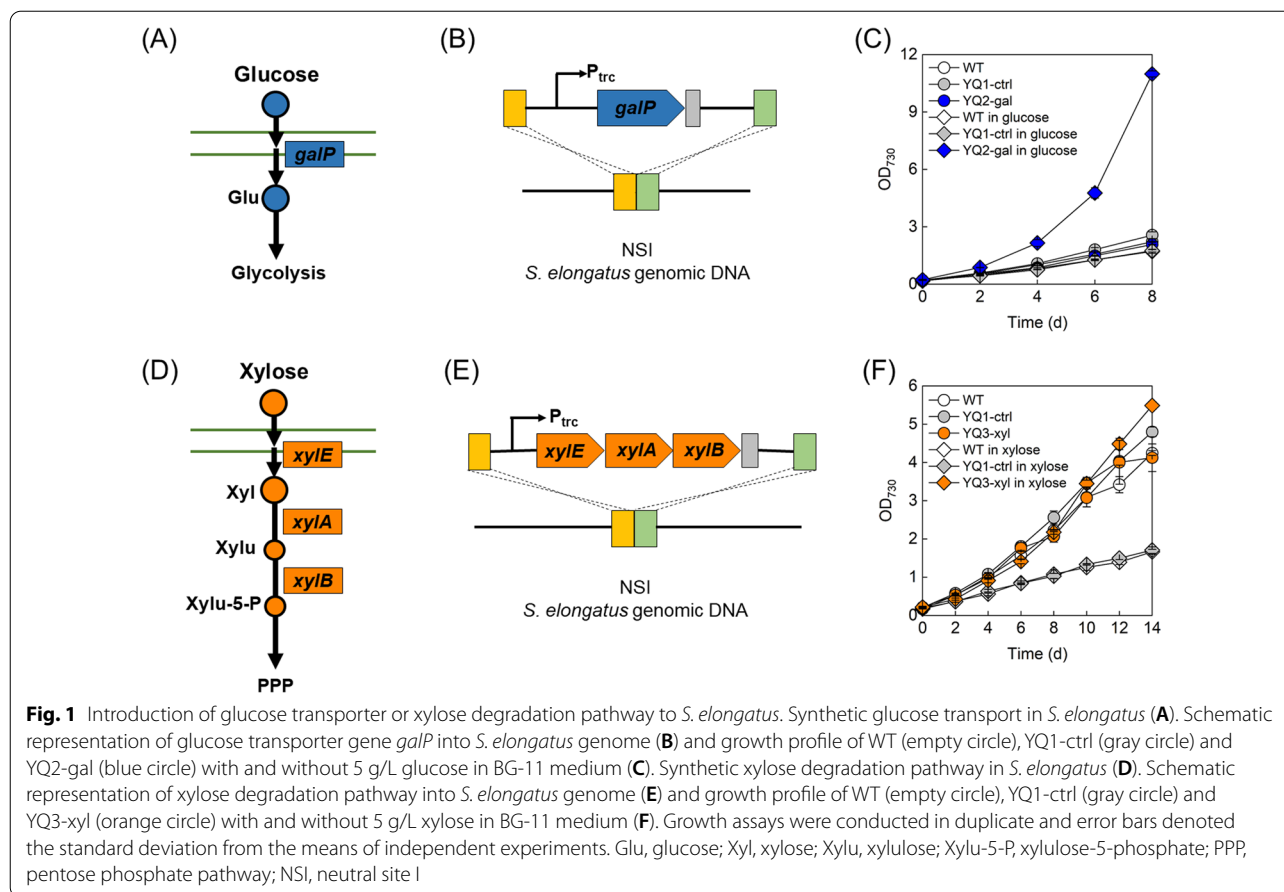 (A)
Glucose
galP
Glu
Glycolysis
(B)
Ptrc
galP
NSI
S. elongatus genomic DNA
(C)
12
9
6
3
0
OD730
WT
YQ1-ctrl
YQ2-gal
WT in glucose
YQ1-ctrl in glucose
YQ2-gal in glucose
0 2 4 6 8
Time (d)
(D)
Xylose
xylE
Xyl
xylA
Xylu
xylB
Xylu-5-P
PPP
(E)
Ptrc
xylE xylA xylB
NSI
S. elongatus genomic DNA
(F)
6
5
4
3
2
1
0
OD730
WT
YQ1-ctrl
YQ3-xyl
WT in xylose
YQ1-ctrl in xylose
YQ3-xyl in xylose
0 2 4 6 8 10 12 14
Time (d)
Fig. 1 Introduction of glucose transporter or xylose degradation pathway to S. elongatus. Synthetic glucose transport in S. elongatus (A). Schematic
representation of glucose transporter gene galP into S. elongatus genome (B) and growth profile of WT (empty circle), YQ1-ctrl (gray circle) and
YQ2-gal (blue circle) with and without 5 g/L glucose in BG-11 medium (C). Synthetic xylose degradation pathway in S. elongatus (D). Schematic
representation of xylose degradation pathway into S. elongatus genome (E) and growth profile of WT (empty circle), YQ1-ctrl (gray circle) and
YQ3-xyl (orange circle) with and without 5 g/L xylose in BG-11 medium (F). Growth assays were conducted in duplicate and error bars denoted
the standard deviation from the means of independent experiments. Glu, glucose; Xyl, xylose; Xylu, xylulose; Xylu-5-P, xylulose-5-phosphate; PPP,
pentose phosphate pathway; NSI, neutral site I